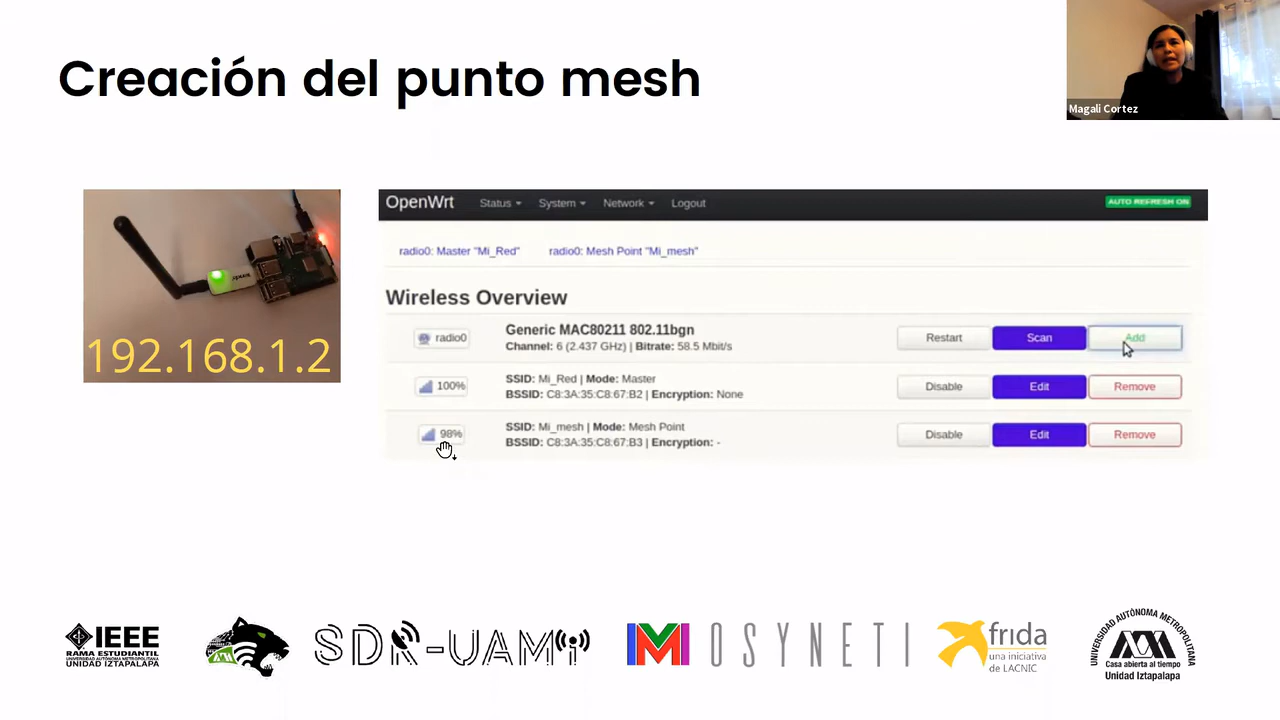 Creación del punto mesh
Magali Cortez
192.168.1.2
OpenWrt Status System Network Logout AUTO REFRESH ON
radio0: Master "Mi_Red" radio0: Mesh Point "Mi_mesh"
Wireless Overview
radio0 Generic MAC80211 802.11bgn Restart Scan Add
Channel: 6 (2.437 GHz) | Bitrate: 58.5 Mbit/s
100% SSID: Mi_Red | Mode: Master Disable Edit Remove
BSSID: C8:3A:35:C8:67:B2 | Encryption: None
98% SSID: Mi_mesh | Mode: Mesh Point Disable Edit Remove
BSSID: C8:3A:35:C8:67:B3 | Encryption: -
IEEE
RAMA ESTUDIANTIL
UNIVERSIDAD AUTÓNOMA METROPOLITANA
UNIDAD IZTAPALAPA
SDR-UAMi
MOSYNETI
frida
una iniciativa
de LACNIC
UNIVERSIDAD AUTÓNOMA METROPOLITANA
Casa abierta al tiempo
Unidad Iztapalapa